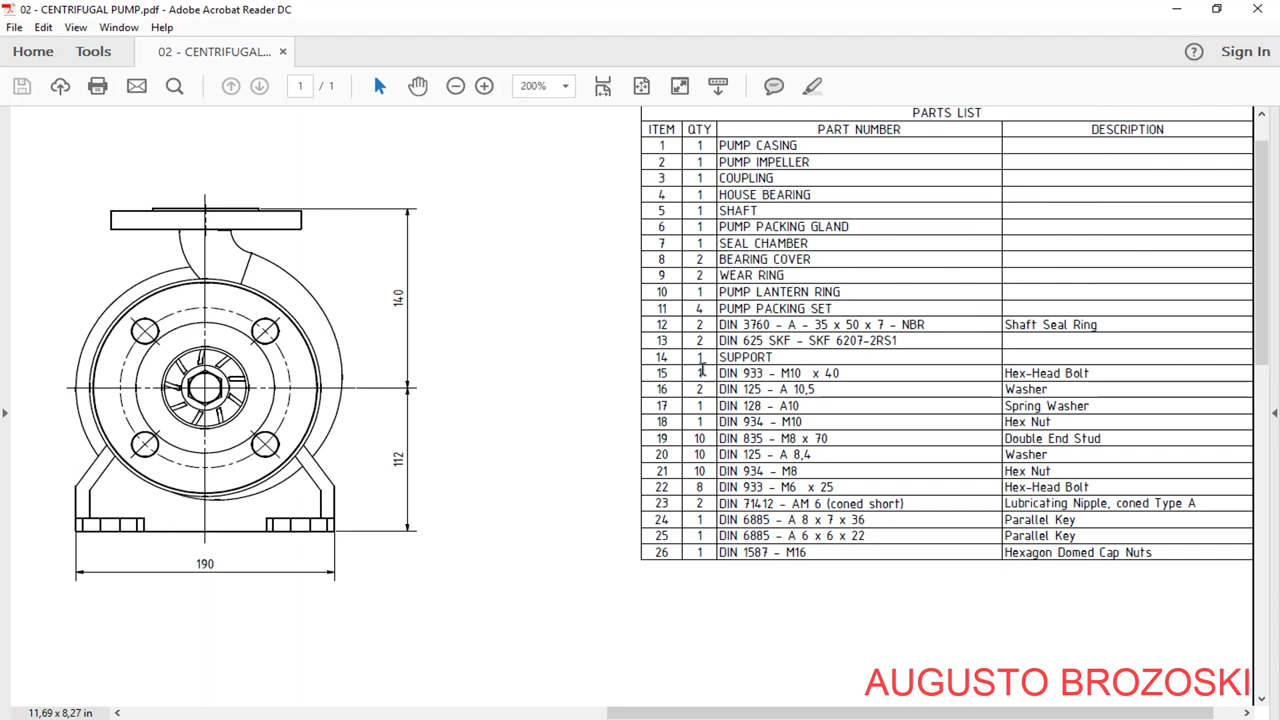 02 - CENTRIFUGAL PUMP.pdf - Adobe Acrobat Reader DC
File Edit View Window Help
Home Tools 02 - CENTRIFUGAL... × Sign In
1 / 1 200%
PARTS LIST
ITEM QTY PART NUMBER DESCRIPTION
1 1 PUMP CASING
2 1 PUMP IMPELLER
3 1 COUPLING
4 1 HOUSE BEARING
5 1 SHAFT
6 1 PUMP PACKING GLAND
7 1 SEAL CHAMBER
8 2 BEARING COVER
9 2 WEAR RING
10 1 PUMP LANTERN RING
11 4 PUMP PACKING SET
12 2 DIN 3760 - A - 35 x 50 x 7 - NBR Shaft Seal Ring
13 2 DIN 625 SKF - SKF 6207-2RS1
14 1 SUPPORT
15 1 DIN 933 - M10 x 40 Hex-Head Bolt
16 2 DIN 125 - A 10,5 Washer
17 1 DIN 128 - A10 Spring Washer
18 1 DIN 934 - M10 Hex Nut
19 10 DIN 835 - M8 x 70 Double End Stud
20 10 DIN 125 - A 8,4 Washer
21 10 DIN 934 - M8 Hex Nut
22 8 DIN 933 - M6 x 25 Hex-Head Bolt
23 2 DIN 71412 - AM 6 (coned short) Lubricating Nipple, coned Type A
24 1 DIN 6885 - A 8 x 7 x 36 Parallel Key
25 1 DIN 6885 - A 6 x 6 x 22 Parallel Key
26 1 DIN 1587 - M16 Hexagon Domed Cap Nuts
140
112
190
AUGUSTO BROZOSKI
11,69 x 8,27 in